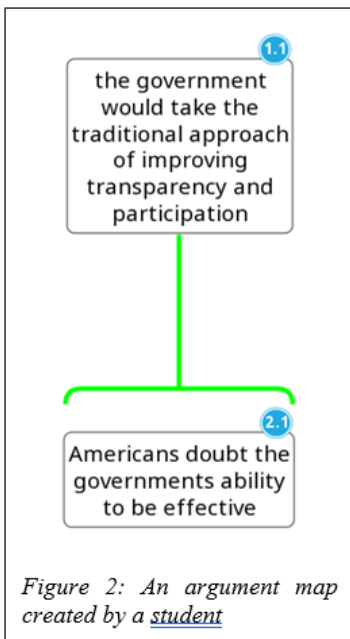 1.1
the government
would take the
traditional approach
of improving
transparency and
participation
2.1
Americans doubt the
governments ability
to be effective
Figure 2: An argument map
created by a student